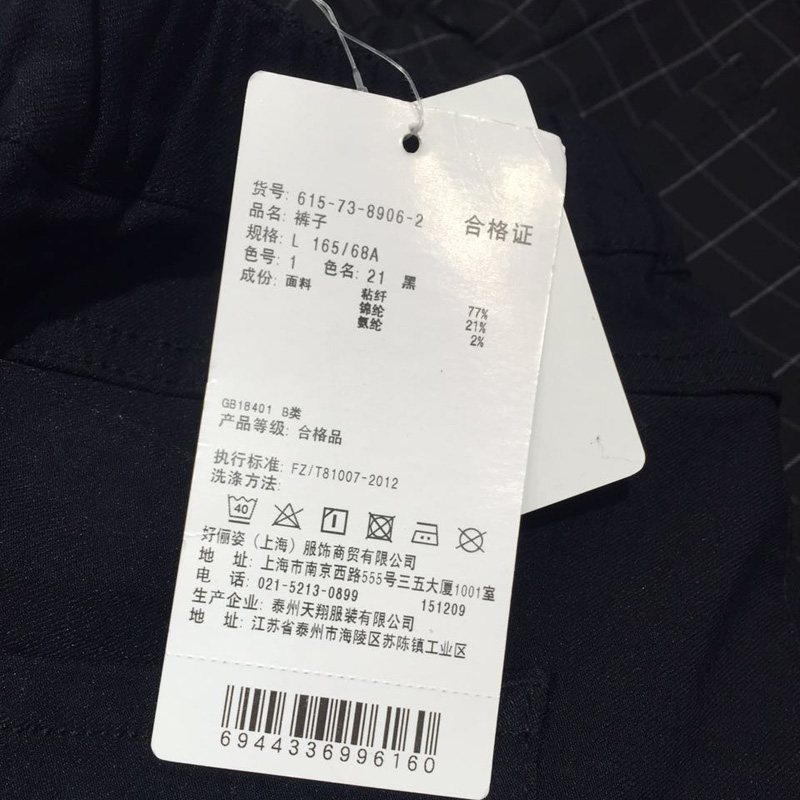 货号: 615-73-8906-2
合格证
品名: 裤子
规格: L 165/68A
色号: 1 色名: 21 黑
成份: 面料
粘纤 77%
锦纶 21%
氨纶 2%
GB18401 B类
产品等级: 合格品
执行标准: FZ/T81007-2012
洗涤方法:
40
好俪姿（上海）服饰商贸有限公司
地 址: 上海市南京西路555号三五大厦1001室
电 话: 021-5213-0899 151209
生产企业: 泰州天翔服装有限公司
地 址: 江苏省泰州市海陵区苏陈镇工业区
6944336996160